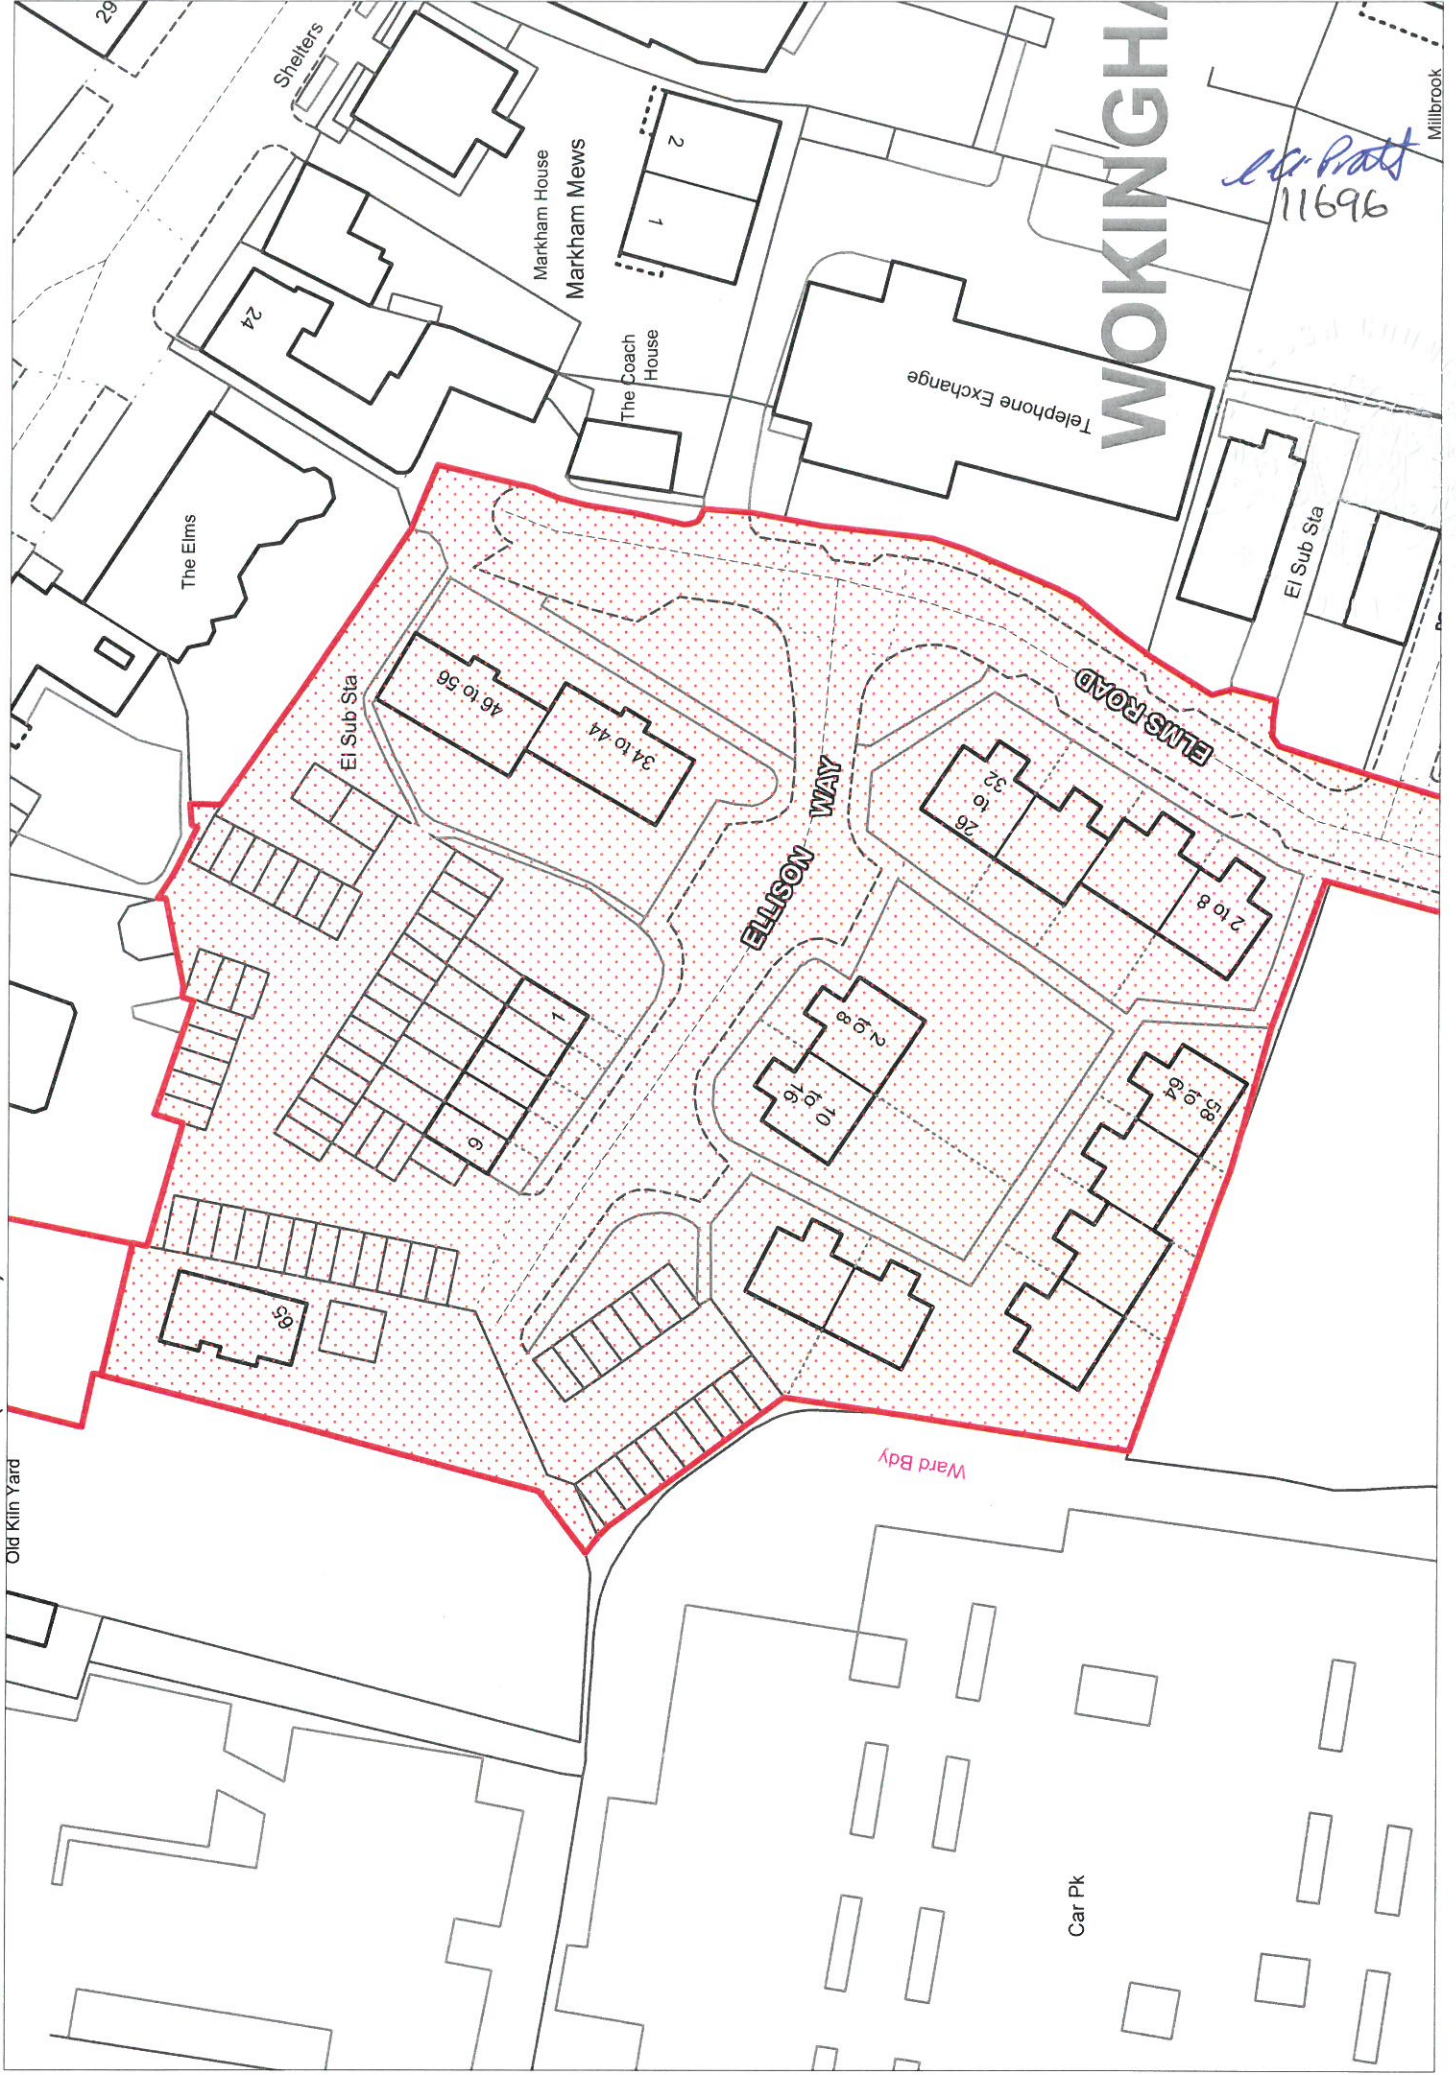 29
Shelters
24
Markham House
Markham Mews
2
1
The Coach
House
Telephone Exchange
WOKINGHA
11696
Millbrook
The Elms
El Sub Sta
El Sub Sta
46 to 56
34 to 44
ELMS ROAD
ELLISON WAY
32
to
26
2 to 8
1
6
2
to
8
10
to
16
58
to
64
65
Ward Bdy
Old Kiln Yard
Car Pk